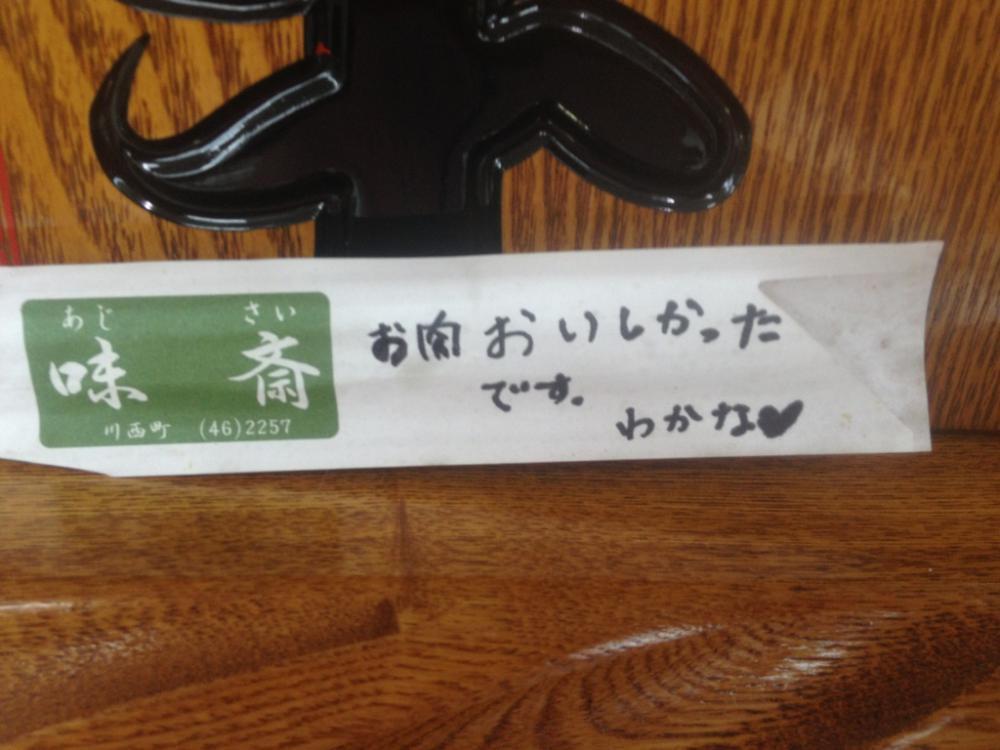 あじ さい
味 斎
川西町 (46)2257
お肉おいしかった
です。
わかな♥